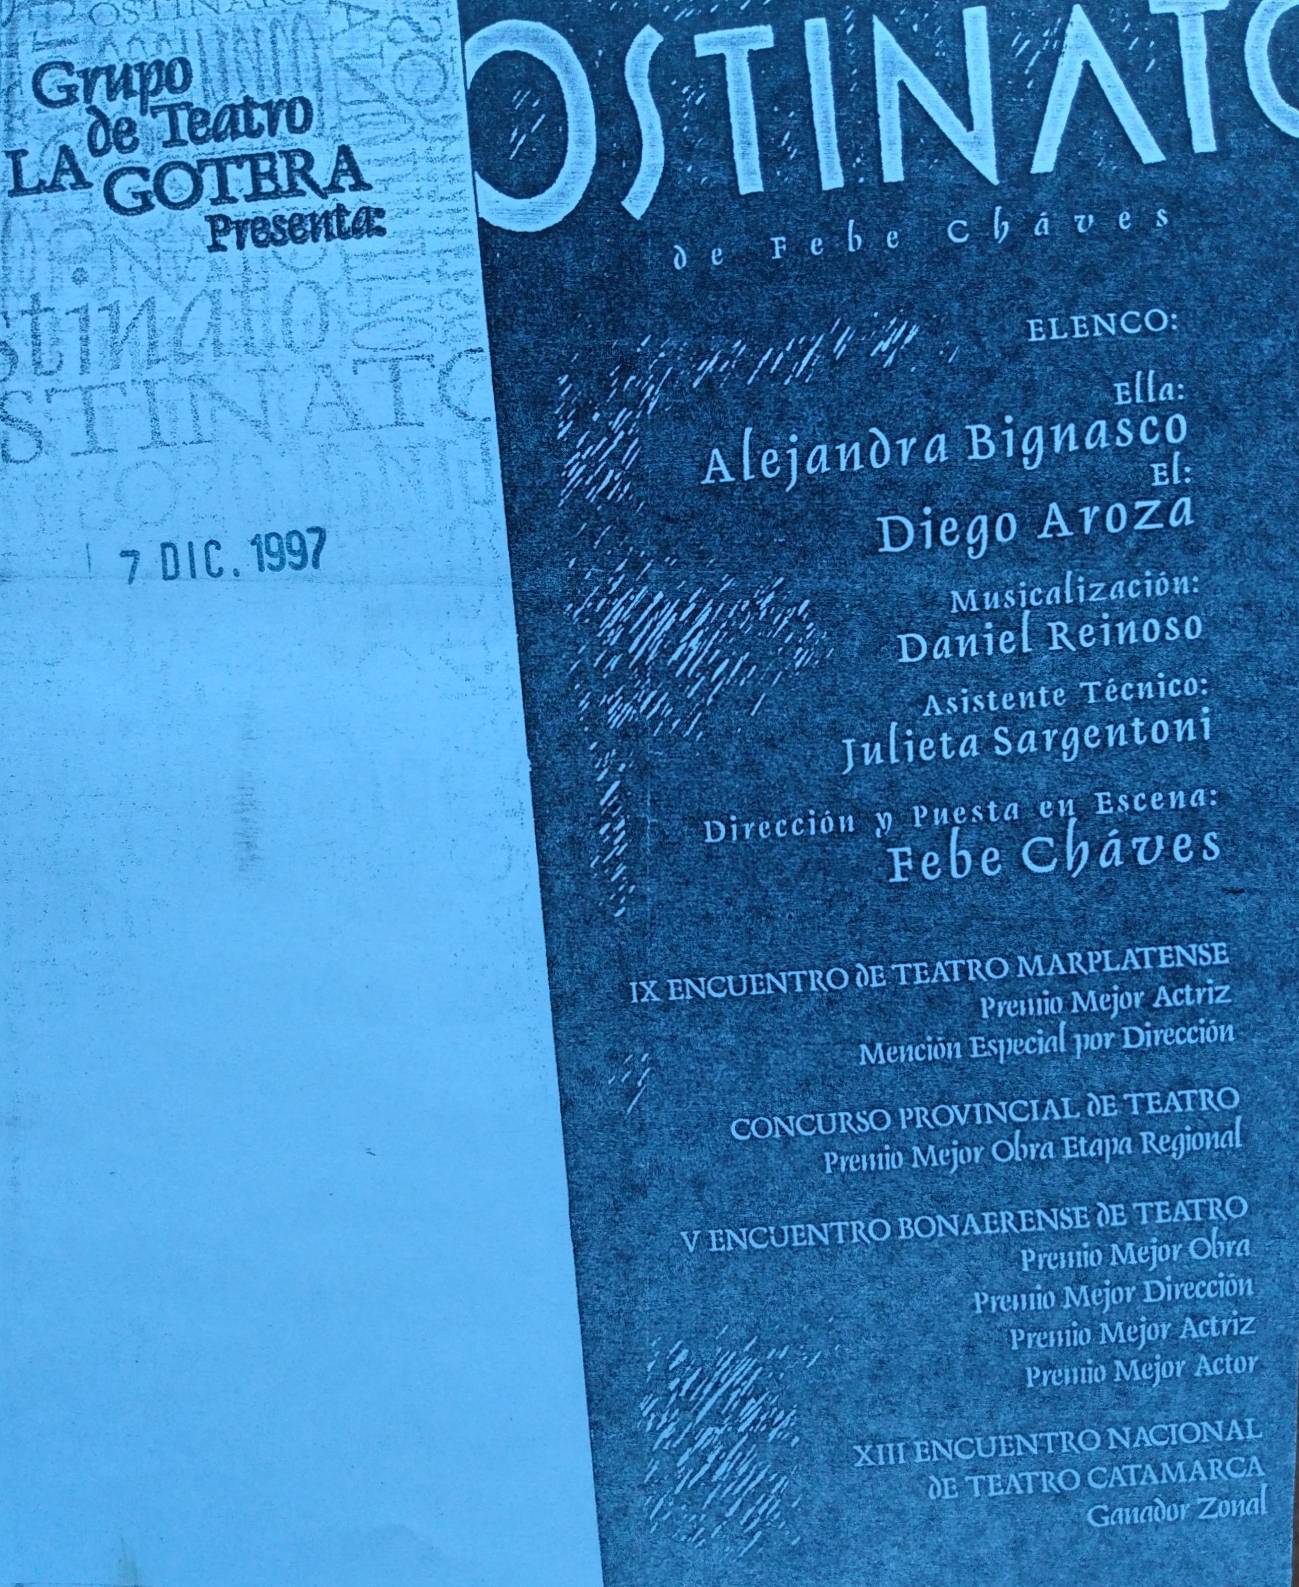 Grupo
de Teatro
LA GOTERA
Presenta:
OSTINATO
stinato
STINATO
7 DIC. 1997
OSTINATO
de Febe Cháves
ELENCO:
Ella:
Alejandra Bignasco
El:
Diego Aroza
Musicalización:
Daniel Reinoso
Asistente Técnico:
Julieta Sargentoni
Dirección y Puesta en Escena:
Febe Cháves
IX ENCUENTRO DE TEATRO MARPLATENSE
Premio Mejor Actriz
Mención Especial por Dirección
CONCURSO PROVINCIAL DE TEATRO
Premio Mejor Obra Etapa Regional
V ENCUENTRO BONAERENSE DE TEATRO
Premio Mejor Obra
Premio Mejor Dirección
Premio Mejor Actriz
Premio Mejor Actor
XIII ENCUENTRO NACIONAL
DE TEATRO CATAMARCA
Ganador Zonal